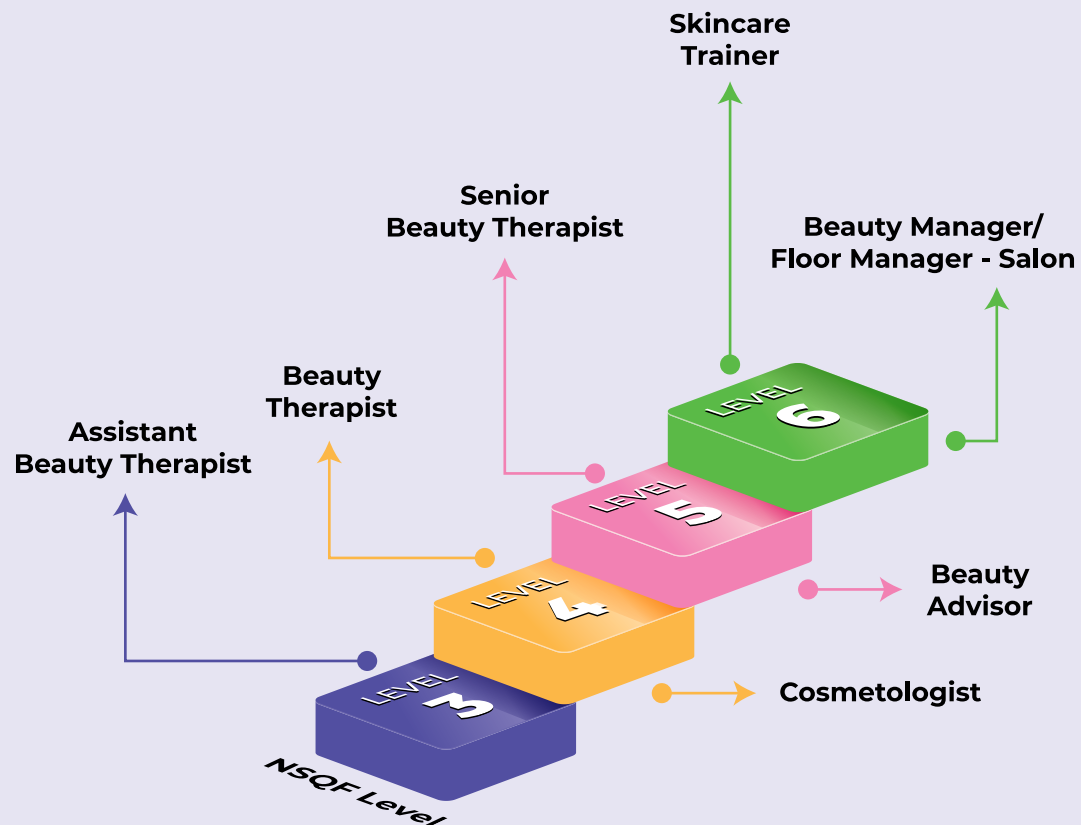 Skincare
Trainer
Senior
Beauty Therapist
Beauty Manager/
Floor Manager - Salon
Beauty
Therapist
Assistant
Beauty Therapist
LEVEL
6
LEVEL
5
Beauty
Advisor
LEVEL
4
Cosmetologist
LEVEL
3
NSQF Level